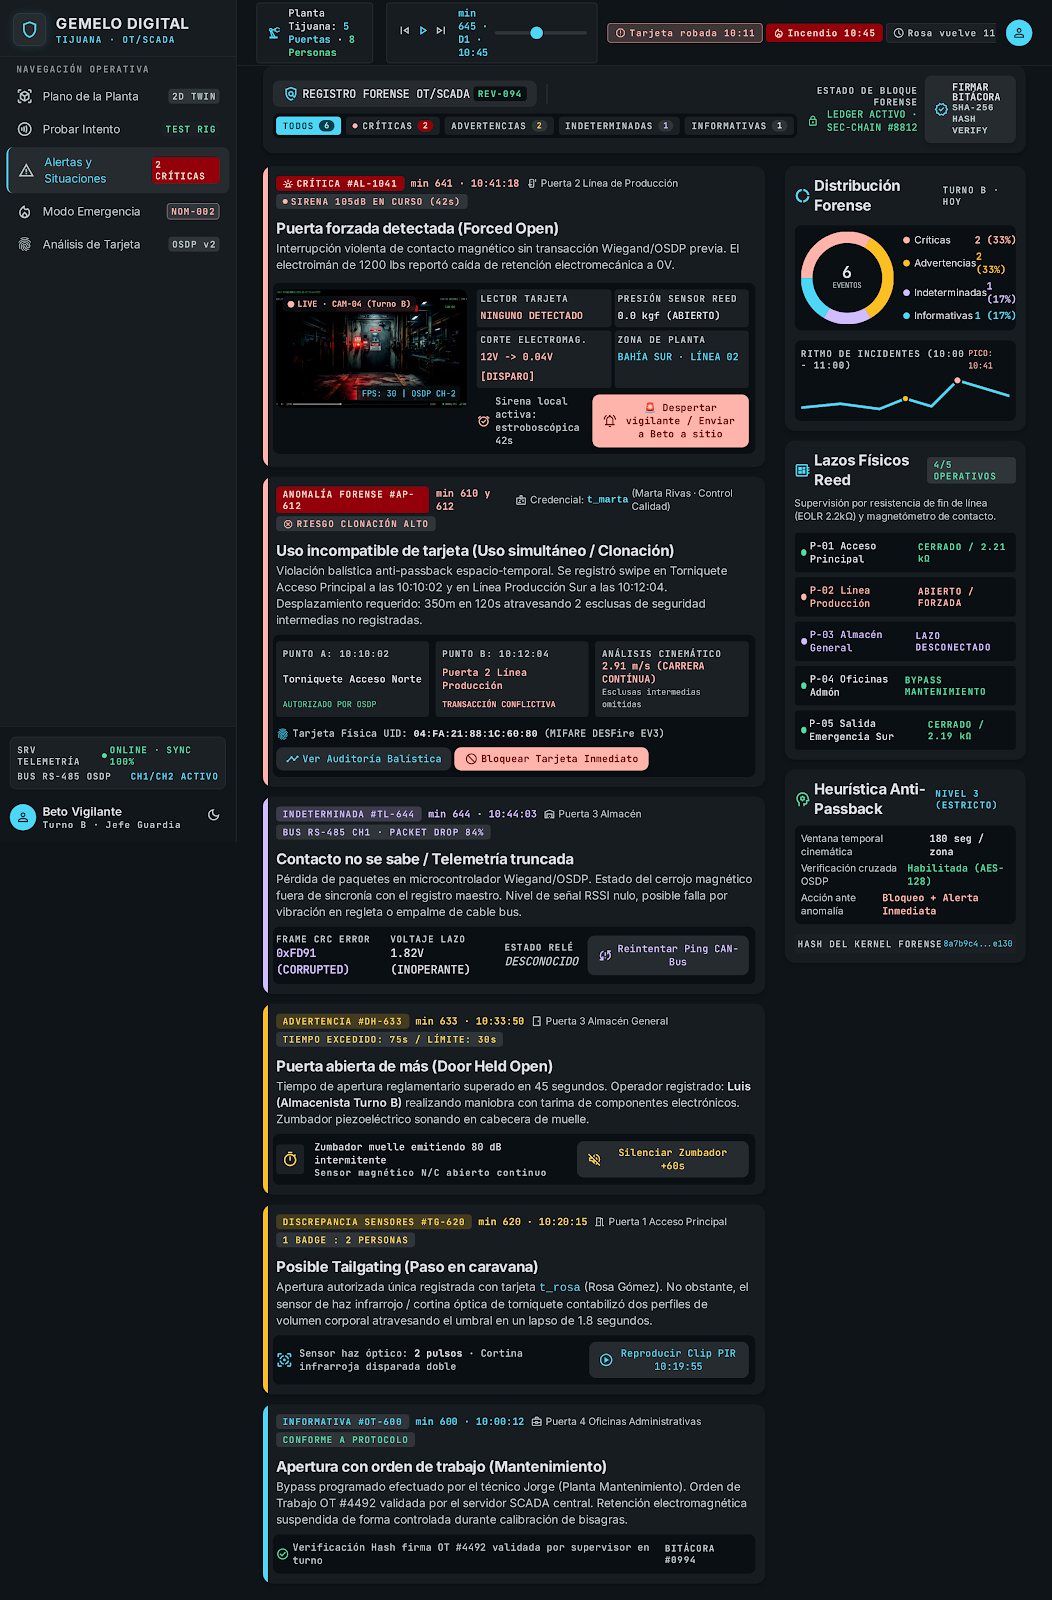 GEMELO DIGITAL
TIJUANA · OT/SCADA
NAVEGACIÓN OPERATIVA
Plano de la Planta
2D TWIN
Probar Intento
TEST RIG
Alertas y
Situaciones
2
CRÍTICAS
Modo Emergencia
NOM-002
Análisis de Tarjeta
OSDP v2
SRV
TELEMETRÍA
ONLINE · SYNC
100%
BUS RS-485 OSDP
CH1/CH2 ACTIVO
Beto Vigilante
Turno B · Jefe Guardia
Planta
Tijuana: 5
Puertas · 8
Personas
min
645 ·
D1 ·
10:45
Tarjeta robada 10:11
Incendio 10:45
Rosa vuelve 11
REGISTRO FORENSE OT/SCADA
REV-094
TODOS 6
CRÍTICAS 2
ADVERTENCIAS 2
INDETERMINADAS 1
INFORMATIVAS 1
ESTADO DE BLOQUE
FORENSE
LEDGER ACTIVO ·
SEC-CHAIN #8812
FIRMAR
BITÁCORA
SHA-256
HASH
VERIFY
CRÍTICA #AL-1041
min 641 · 10:41:18
Puerta 2 Línea de Producción
SIRENA 105dB EN CURSO (42s)
Puerta forzada detectada (Forced Open)
Interrupción violenta de contacto magnético sin transacción Wiegand/OSDP previa. El
electroimán de 1200 lbs reportó caída de retención electromecánica a 0V.
LIVE · CAM-04 (Turno B)
FPS: 30 | OSDP CH-2
LECTOR TARJETA
NINGUNO DETECTADO
PRESIÓN SENSOR REED
0.0 kgf (ABIERTO)
CORTE ELECTROMAG.
12V -> 0.04V
[DISPARO]
ZONA DE PLANTA
BAHÍA SUR · LÍNEA 02
Sirena local
activa:
estroboscópica
42s
🚨 Despertar
vigilante / Enviar
a Beto a sitio
ANOMALÍA FORENSE #AP-
612
min 610 y
612
Credencial: t_marta
(Marta Rivas · Control
Calidad)
RIESGO CLONACIÓN ALTO
Uso incompatible de tarjeta (Uso simultáneo / Clonación)
Violación balística anti-passback espacio-temporal. Se registró swipe en Torniquete
Acceso Principal a las 10:10:02 y en Línea Producción Sur a las 10:12:04.
Desplazamiento requerido: 350m en 120s atravesando 2 esclusas de seguridad
intermedias no registradas.
PUNTO A: 10:10:02
Torniquete Acceso Norte
AUTORIZADO POR OSDP
PUNTO B: 10:12:04
Puerta 2 Línea
Producción
TRANSACCIÓN CONFLICTIVA
ANÁLISIS CINEMÁTICO
2.91 m/s (CARRERA
CONTÍNUA)
Esclusas intermedias
omitidas
Tarjeta Física UID: 04:FA:21:88:1C:60:80 (MIFARE DESFire EV3)
Ver Auditoría Balística
Bloquear Tarjeta Inmediato
INDETERMINADA #TL-644
min 644 · 10:44:03
Puerta 3 Almacén
BUS RS-485 CH1 · PACKET DROP 84%
Contacto no se sabe / Telemetría truncada
Pérdida de paquetes en microcontrolador Wiegand/OSDP. Estado del cerrojo magnético
fuera de sincronía con el registro maestro. Nivel de señal RSSI nulo, posible falla por
vibración en regleta o empalme de cable bus.
FRAME CRC ERROR
0xFD91
(CORRUPTED)
VOLTAJE LAZO
1.82V
(INOPERANTE)
ESTADO RELÉ
DESCONOCIDO
Reintentar Ping CAN-
Bus
ADVERTENCIA #DH-633
min 633 · 10:33:50
Puerta 3 Almacén General
TIEMPO EXCEDIDO: 75s / LÍMITE: 30s
Puerta abierta de más (Door Held Open)
Tiempo de apertura reglamentario superado en 45 segundos. Operador registrado: Luis
(Almacenista Turno B) realizando maniobra con tarima de componentes electrónicos.
Zumbador piezoeléctrico sonando en cabecera de muelle.
Zumbador muelle emitiendo 80 dB
intermitente
Sensor magnético N/C abierto continuo
Silenciar Zumbador
+60s
DISCREPANCIA SENSORES #TG-620
min 620 · 10:20:15
Puerta 1 Acceso Principal
1 BADGE : 2 PERSONAS
Posible Tailgating (Paso en caravana)
Apertura autorizada única registrada con tarjeta t_rosa (Rosa Gómez). No obstante, el
sensor de haz infrarrojo / cortina óptica de torniquete contabilizó dos perfiles de
volumen corporal atravesando el umbral en un lapso de 1.8 segundos.
Sensor haz óptico: 2 pulsos · Cortina
infrarroja disparada doble
Reproducir Clip PIR
10:19:55
INFORMATIVA #OT-600
min 600 · 10:00:12
Puerta 4 Oficinas Administrativas
CONFORME A PROTOCOLO
Apertura con orden de trabajo (Mantenimiento)
Bypass programado efectuado por el técnico Jorge (Planta Mantenimiento). Orden de
Trabajo OT #4492 validada por el servidor SCADA central. Retención electromagnética
suspendida de forma controlada durante calibración de bisagras.
Verificación Hash firma OT #4492 validada por supervisor en
turno
BITÁCORA
#0994
Distribución
Forense
TURNO B ·
HOY
6
EVENTOS
Críticas 2 (33%)
Advertencias 2
(33%)
Indeterminadas 1
(17%)
Informativas 1 (17%)
RITMO DE INCIDENTES (10:00
- 11:00)
PICO:
10:41
Lazos Físicos
Reed
4/5
OPERATIVOS
Supervisión por resistencia de fin de línea
(EOLR 2.2kΩ) y magnetómetro de contacto.
P-01 Acceso
Principal
CERRADO / 2.21
kΩ
P-02 Línea
Producción
ABIERTO /
FORZADA
P-03 Almacén
General
LAZO
DESCONECTADO
P-04 Oficinas
Admón
BYPASS
MANTENIMIENTO
P-05 Salida
Emergencia Sur
CERRADO /
2.19 kΩ
Heurística Anti-
Passback
NIVEL 3
(ESTRICTO)
Ventana temporal
cinemática
180 seg /
zona
Verificación cruzada
OSDP
Habilitada (AES-
128)
Acción ante
anomalía
Bloqueo + Alerta
Inmediata
HASH DEL KERNEL FORENSE
8a7b9c4...e130